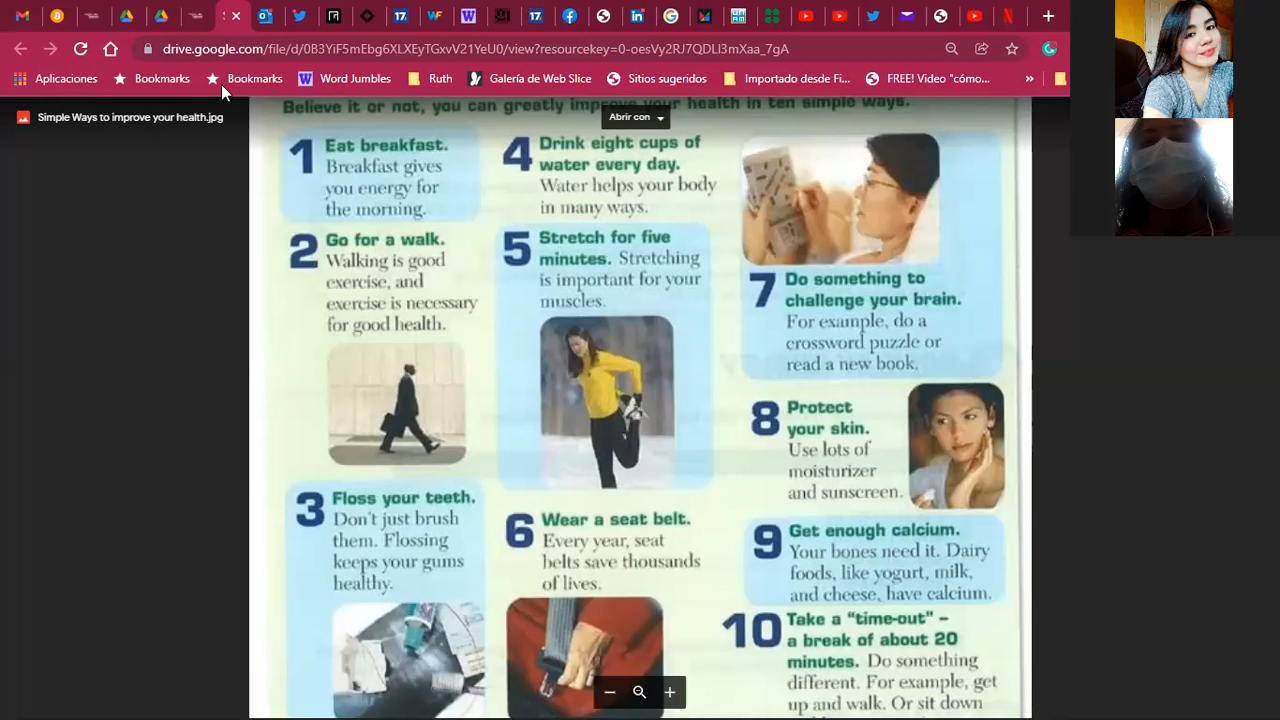 drive.google.com/file/d/0B3YiF5mEbg6XLXEyTGxvV21YeU0/view?resourcekey=0-oesVy2RJ7QDLl3mXaa_7gA
Aplicaciones Bookmarks Bookmarks Word Jumbles Ruth Galería de Web Slice Sitios sugeridos Importado desde Fi... FREE! Video "cómo... »
Simple Ways to improve your health.jpg
Abrir con
Believe it or not, you can greatly improve your health in ten simple ways.
1 Eat breakfast.
Breakfast gives
you energy for
the morning.
2 Go for a walk.
Walking is good
exercise, and
exercise is necessary
for good health.
3 Floss your teeth.
Don't just brush
them. Flossing
keeps your gums
healthy.
4 Drink eight cups of
water every day.
Water helps your body
in many ways.
5 Stretch for five
minutes. Stretching
is important for your
muscles.
6 Wear a seat belt.
Every year, seat
belts save thousands
of lives.
7 Do something to
challenge your brain.
For example, do a
crossword puzzle or
read a new book.
8 Protect
your skin.
Use lots of
moisturizer
and sunscreen.
9 Get enough calcium.
Your bones need it. Dairy
foods, like yogurt, milk,
and cheese, have calcium.
10 Take a "time-out" –
a break of about 20
minutes. Do something
different. For example, get
up and walk. Or sit down